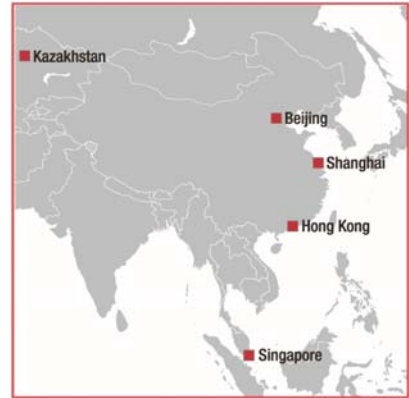 Kazakhstan
Beijing
Shanghai
Hong Kong
Singapore